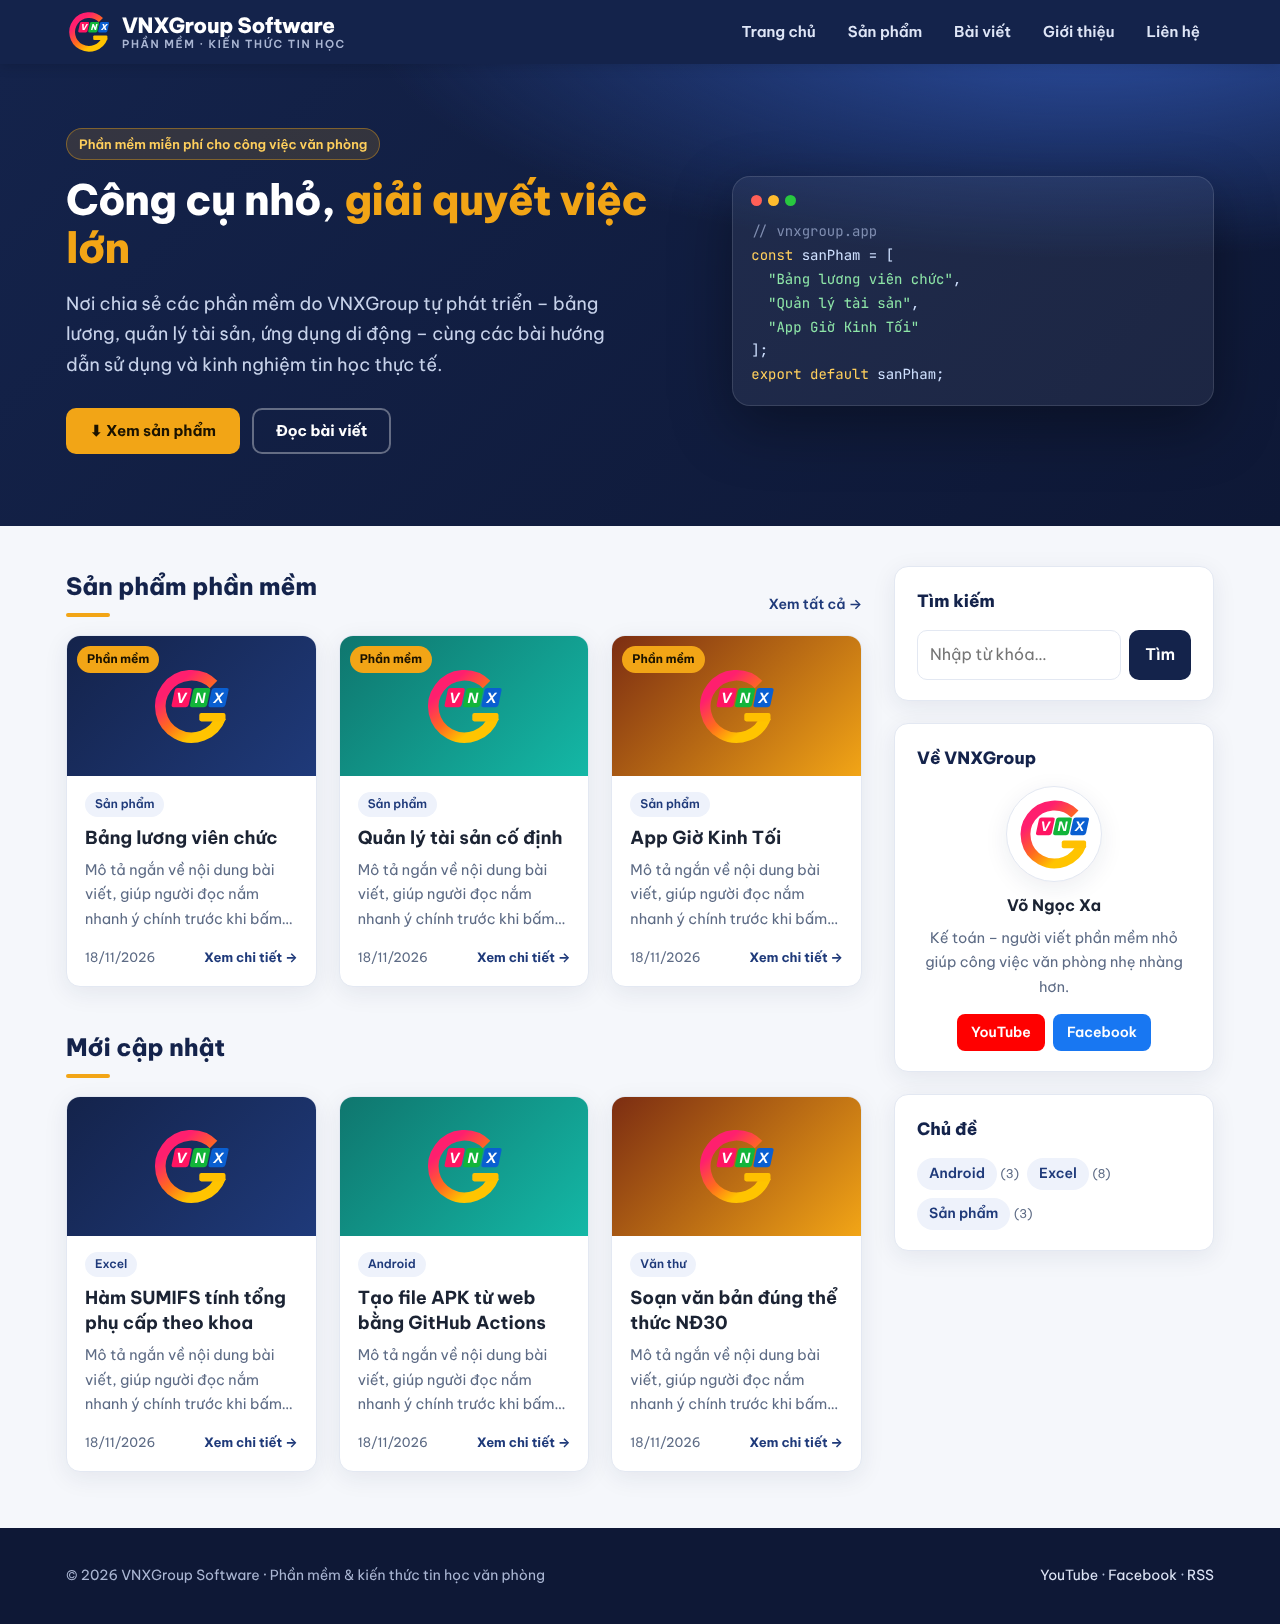 VNX
VNXGroup Software
PHẦN MỀM · KIẾN THỨC TIN HỌC
Trang chủ
Sản phẩm
Bài viết
Giới thiệu
Liên hệ
Phần mềm miễn phí cho công việc văn phòng
Công cụ nhỏ, giải quyết việc
lớn
Nơi chia sẻ các phần mềm do VNXGroup tự phát triển – bảng
lương, quản lý tài sản, ứng dụng di động – cùng các bài hướng
dẫn sử dụng và kinh nghiệm tin học thực tế.
⬇ Xem sản phẩm
Đọc bài viết
// vnxgroup.app
const sanPham = [
"Bảng lương viên chức",
"Quản lý tài sản",
"App Giờ Kinh Tối"
];
export default sanPham;
Sản phẩm phần mềm
Xem tất cả →
Phần mềm
VNX
Sản phẩm
Bảng lương viên chức
Mô tả ngắn về nội dung bài
viết, giúp người đọc nắm
nhanh ý chính trước khi bấm…
18/11/2026
Xem chi tiết →
Phần mềm
VNX
Sản phẩm
Quản lý tài sản cố định
Mô tả ngắn về nội dung bài
viết, giúp người đọc nắm
nhanh ý chính trước khi bấm…
18/11/2026
Xem chi tiết →
Phần mềm
VNX
Sản phẩm
App Giờ Kinh Tối
Mô tả ngắn về nội dung bài
viết, giúp người đọc nắm
nhanh ý chính trước khi bấm…
18/11/2026
Xem chi tiết →
Mới cập nhật
VNX
Excel
Hàm SUMIFS tính tổng
phụ cấp theo khoa
Mô tả ngắn về nội dung bài
viết, giúp người đọc nắm
nhanh ý chính trước khi bấm…
18/11/2026
Xem chi tiết →
VNX
Android
Tạo file APK từ web
bằng GitHub Actions
Mô tả ngắn về nội dung bài
viết, giúp người đọc nắm
nhanh ý chính trước khi bấm…
18/11/2026
Xem chi tiết →
VNX
Văn thư
Soạn văn bản đúng thể
thức NĐ30
Mô tả ngắn về nội dung bài
viết, giúp người đọc nắm
nhanh ý chính trước khi bấm…
18/11/2026
Xem chi tiết →
Tìm kiếm
Nhập từ khóa...
Tìm
Về VNXGroup
VNX
Võ Ngọc Xa
Kế toán – người viết phần mềm nhỏ
giúp công việc văn phòng nhẹ nhàng
hơn.
YouTube
Facebook
Chủ đề
Android (3) Excel (8)
Sản phẩm (3)
© 2026 VNXGroup Software · Phần mềm & kiến thức tin học văn phòng
YouTube · Facebook · RSS